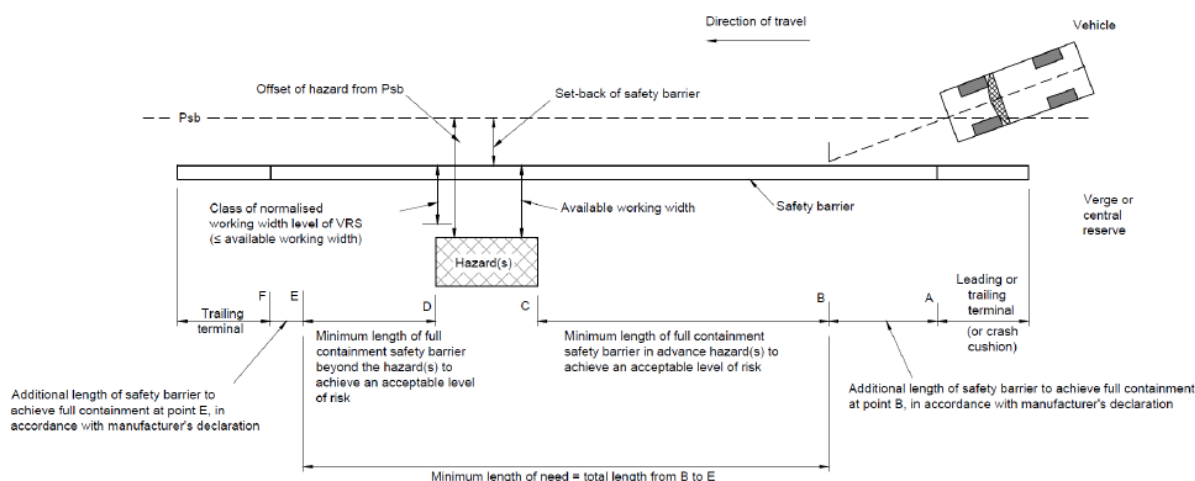 Direction of travel
Vehicle
Offset of hazard from Psb
Set-back of safety barrier
Psb
Class of normalised
working width level of VRS
(≤ available working width)
Available working width
Safety barrier
Verge or
central
reserve
Hazard(s)
F
E
D
C
B
A
Trailing
terminal
Minimum length of full
containment safety barrier
beyond the hazard(s) to
achieve an acceptable level
of risk
Minimum length of full containment
safety barrier in advance hazard(s) to
achieve an acceptable level of risk
Leading or
trailing
terminal
(or crash
cushion)
Additional length of safety barrier to
achieve full containment at point E, in
accordance with manufacturer's declaration
Additional length of safety barrier to achieve full containment
at point B, in accordance with manufacturer's declaration
Minimum length of need = total length from B to E